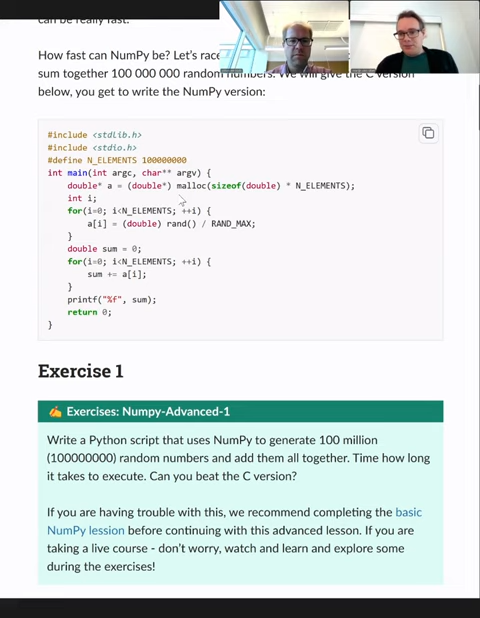 can be really fast.
How fast can NumPy be? Let's race
sum together 100 000 000 random numbers. We will give the C version
below, you get to write the NumPy version:
#include <stdlib.h>
#include <stdio.h>
#define N_ELEMENTS 100000000
int main(int argc, char** argv) {
    double* a = (double*) malloc(sizeof(double) * N_ELEMENTS);
    int i;
    for(i=0; i<N_ELEMENTS; ++i) {
        a[i] = (double) rand() / RAND_MAX;
    }
    double sum = 0;
    for(i=0; i<N_ELEMENTS; ++i) {
        sum += a[i];
    }
    printf("%f", sum);
    return 0;
}
Exercise 1
✍ Exercises: Numpy-Advanced-1
Write a Python script that uses NumPy to generate 100 million
(100000000) random numbers and add them all together. Time how long
it takes to execute. Can you beat the C version?
If you are having trouble with this, we recommend completing the basic
NumPy lession before continuing with this advanced lesson. If you are
taking a live course - don't worry, watch and learn and explore some
during the exercises!